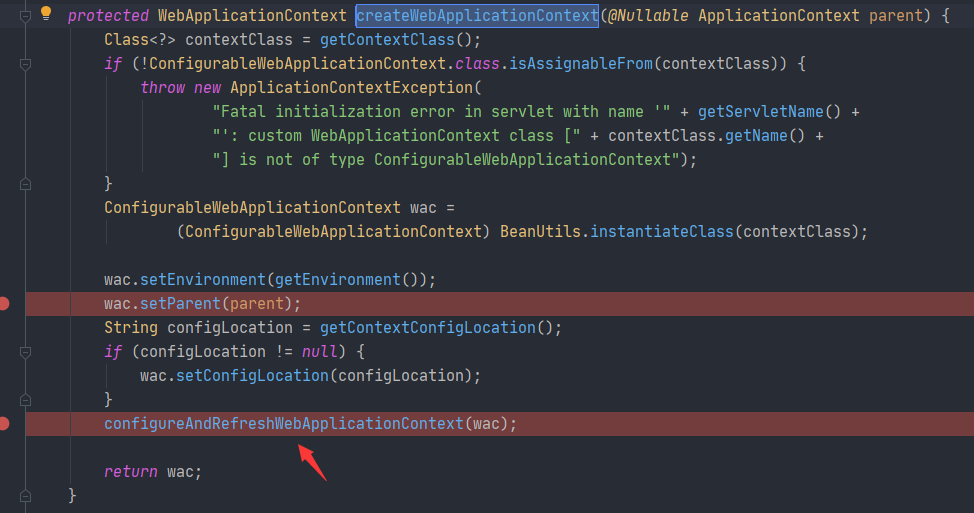 protected WebApplicationContext createWebApplicationContext(@Nullable ApplicationContext parent) {
Class<?> contextClass = getContextClass();
if (!ConfigurableWebApplicationContext.class.isAssignableFrom(contextClass)) {
throw new ApplicationContextException(
"Fatal initialization error in servlet with name '" + getServletName() +
"': custom WebApplicationContext class [" + contextClass.getName() +
"] is not of type ConfigurableWebApplicationContext");
}
ConfigurableWebApplicationContext wac =
(ConfigurableWebApplicationContext) BeanUtils.instantiateClass(contextClass);
wac.setEnvironment(getEnvironment());
wac.setParent(parent);
String configLocation = getContextConfigLocation();
if (configLocation != null) {
wac.setConfigLocation(configLocation);
}
configureAndRefreshWebApplicationContext(wac);
return wac;
}